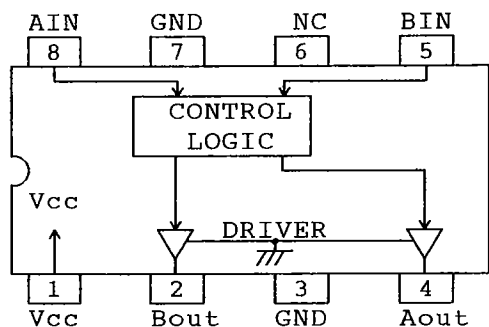 AIN GND NC BIN
8 7 6 5
CONTROL
LOGIC
Vcc
DRIVER
1 2 3 4
Vcc Bout GND Aout